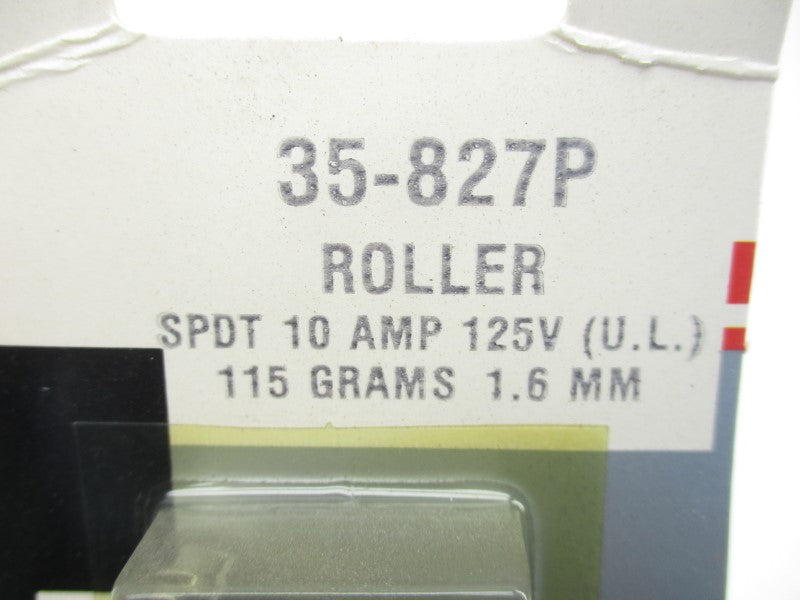 35-827P
ROLLER
SPDT 10 AMP 125V (U.L.)
115 GRAMS 1.6 MM